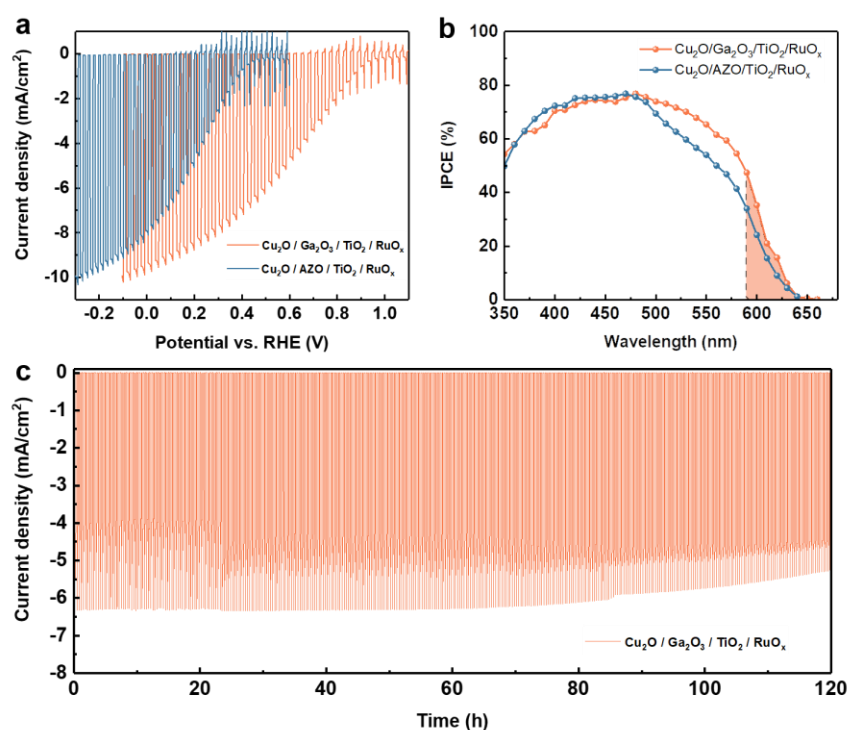 a
Current density (mA/cm²)
0
-2
-4
-6
-8
-10
Cu₂O / Ga₂O₃ / TiO₂ / RuOₓ
Cu₂O / AZO / TiO₂ / RuOₓ
-0.2 0.0 0.2 0.4 0.6 0.8 1.0
Potential vs. RHE (V)
b
IPCE (%)
100
80
60
40
20
0
Cu₂O/Ga₂O₃/TiO₂/RuOₓ
Cu₂O/AZO/TiO₂/RuOₓ
350 400 450 500 550 600 650
Wavelength (nm)
c
Current density (mA/cm²)
0
-1
-2
-3
-4
-5
-6
-7
-8
Cu₂O / Ga₂O₃ / TiO₂ / RuOₓ
0 20 40 60 80 100 120
Time (h)